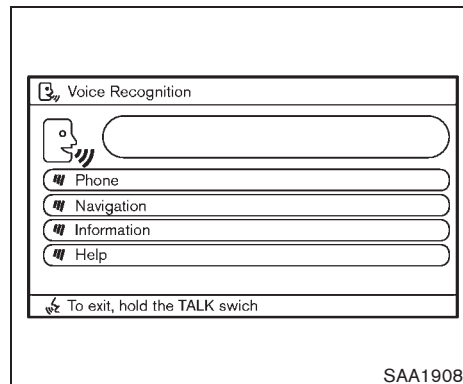 Voice Recognition
Phone
Navigation
Information
Help
To exit, hold the TALK swich
SAA1908